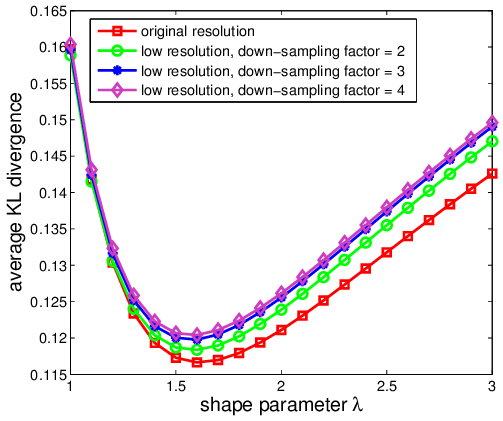 0.165
0.16
0.155
0.15
0.145
0.14
0.135
0.13
0.125
0.12
0.115
average KL divergence
original resolution
low resolution, down−sampling factor = 2
low resolution, down−sampling factor = 3
low resolution, down−sampling factor = 4
1
1.5
2
2.5
3
shape parameter λ